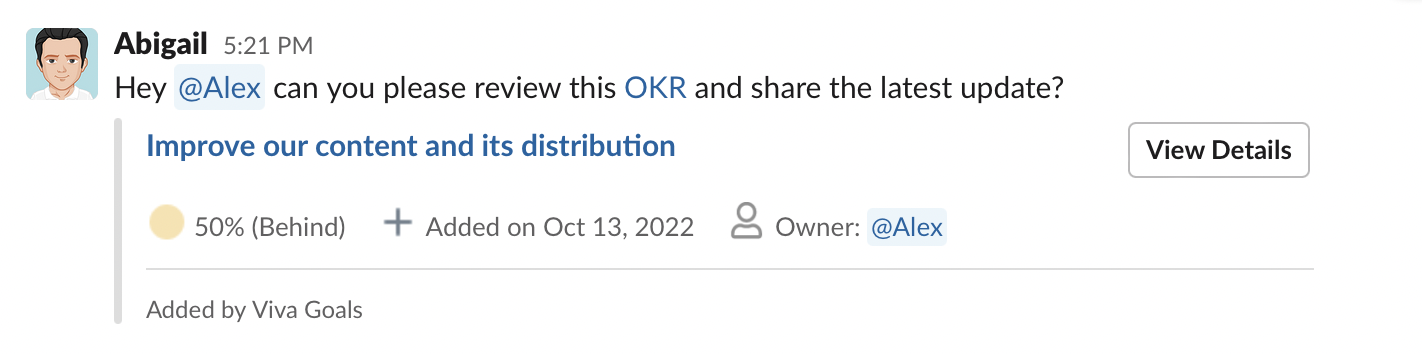 Abigail 5:21 PM
Hey @Alex can you please review this OKR and share the latest update?
Improve our content and its distribution
View Details
50% (Behind) Added on Oct 13, 2022 Owner: @Alex
Added by Viva Goals